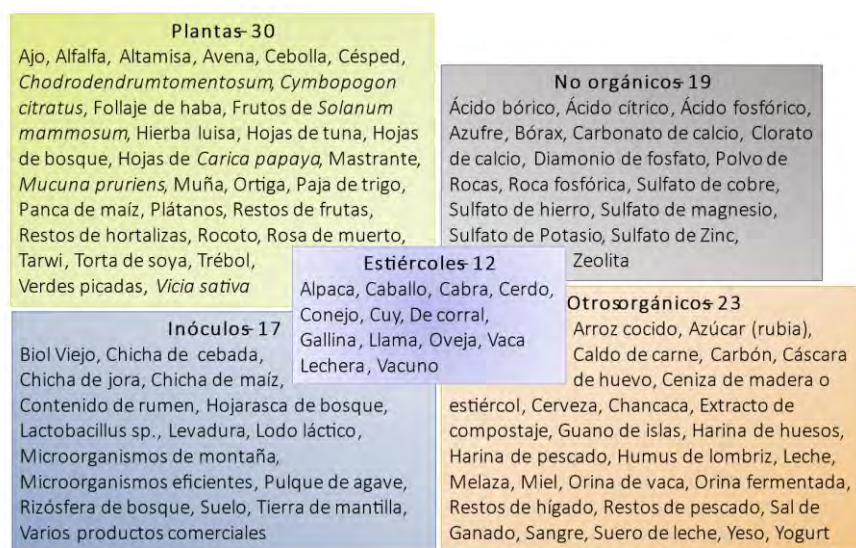 Plantas-30
Ajo, Alfalfa, Altamisa, Avena, Cebolla, Césped,
Chodrodendrumtomentosum, Cymbopogon
citratus, Follaje de haba, Frutos de Solanum
mammosum, Hierba luisa, Hojas de tuna, Hojas
de bosque, Hojas de Carica papaya, Mastrante,
Mucuna pruriens, Muña, Ortiga, Paja de trigo,
Panca de maíz, Plátanos, Restos de frutas,
Restos de hortalizas, Rocoto, Rosa de muerto,
Tarwi, Torta de soya, Trébol,
Verdes picadas, Vicia sativa
No orgánicos-19
Ácido bórico, Ácido cítrico, Ácido fosfórico,
Azufre, Bórax, Carbonato de calcio, Clorato
de calcio, Diamonio de fosfato, Polvo de
Rocas, Roca fosfórica, Sulfato de cobre,
Sulfato de hierro, Sulfato de magnesio,
Sulfato de Potasio, Sulfato de Zinc,
Zeolita
Estiércoles-12
Alpaca, Caballo, Cabra, Cerdo,
Conejo, Cuy, De corral,
Gallina, Llama, Oveja, Vaca
Lechera, Vacuno
Inóculos-17
Biol Viejo, Chicha de cebada,
Chicha de jora, Chicha de maíz,
Contenido de rumen, Hojarasca de bosque,
Lactobacillus sp., Levadura, Lodo láctico,
Microorganismos de montaña,
Microorganismos eficientes, Pulque de agave,
Rizósfera de bosque, Suelo, Tierra de mantilla,
Varios productos comerciales
Otrosorgánicos-23
Arroz cocido, Azúcar (rubia),
Caldo de carne, Carbón, Cáscara
de huevo, Ceniza de madera o
estiércol, Cerveza, Chancaca, Extracto de
compostaje, Guano de islas, Harina de huesos,
Harina de pescado, Humus de lombriz, Leche,
Melaza, Miel, Orina de vaca, Orina fermentada,
Restos de hígado, Restos de pescado, Sal de
Ganado, Sangre, Suero de leche, Yeso, Yogurt